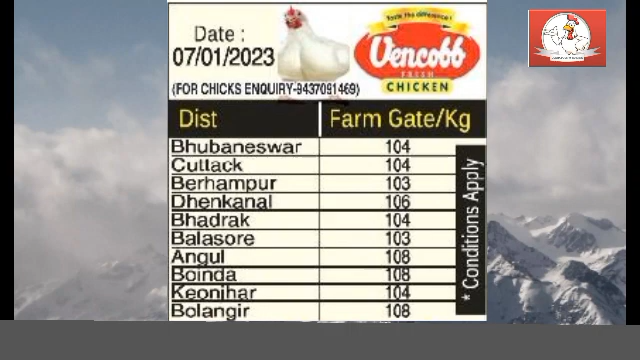 Date :
07/01/2023
Taste the difference
Vencobb
FRESH
CHICKEN
(FOR CHICKS ENQUIRY-9437091469)
Dist Farm Gate/Kg
Bhubaneswar 104
Cuttack 104
Berhampur 103
Dhenkanal 106
Bhadrak 104
Balasore 103
Angul 108
Boinda 108
Keonihar 104
Bolangir 108
* Conditions Apply